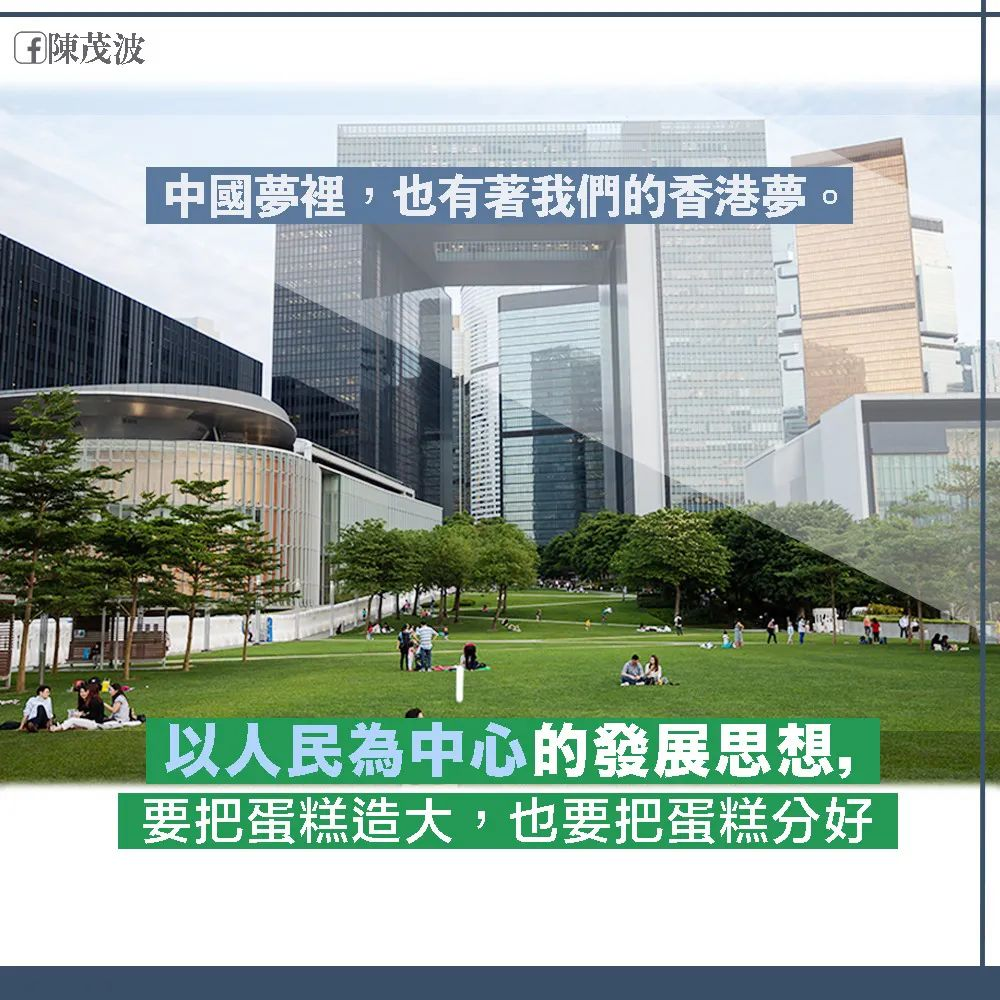 陳茂波
中國夢裡，也有著我們的香港夢。
以人民為中心的發展思想,
要把蛋糕造大，也要把蛋糕分好